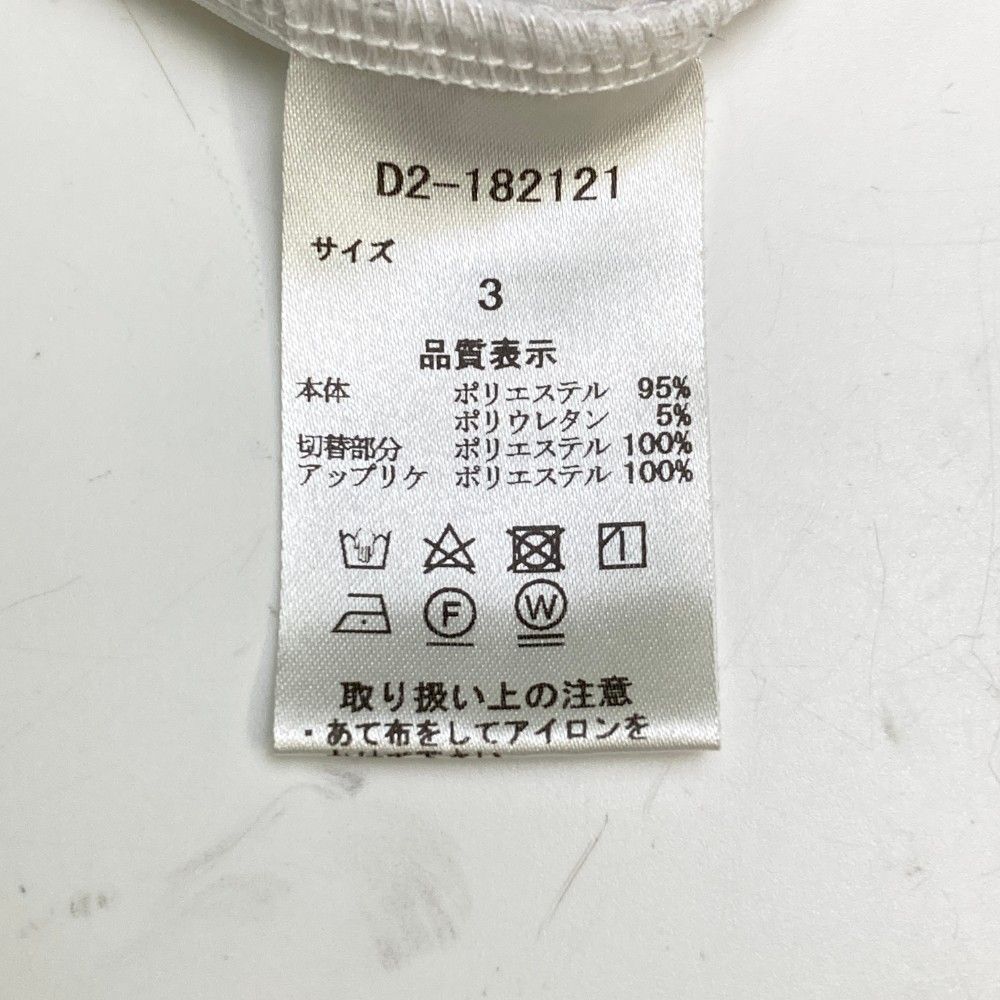 D2-182121
サイズ
3
品質表示
本体 ポリエステル 95%
ポリウレタン 5%
切替部分 ポリエステル 100%
アップリケ ポリエステル 100%
F W
取り扱い上の注意
・あて布をしてアイロンを